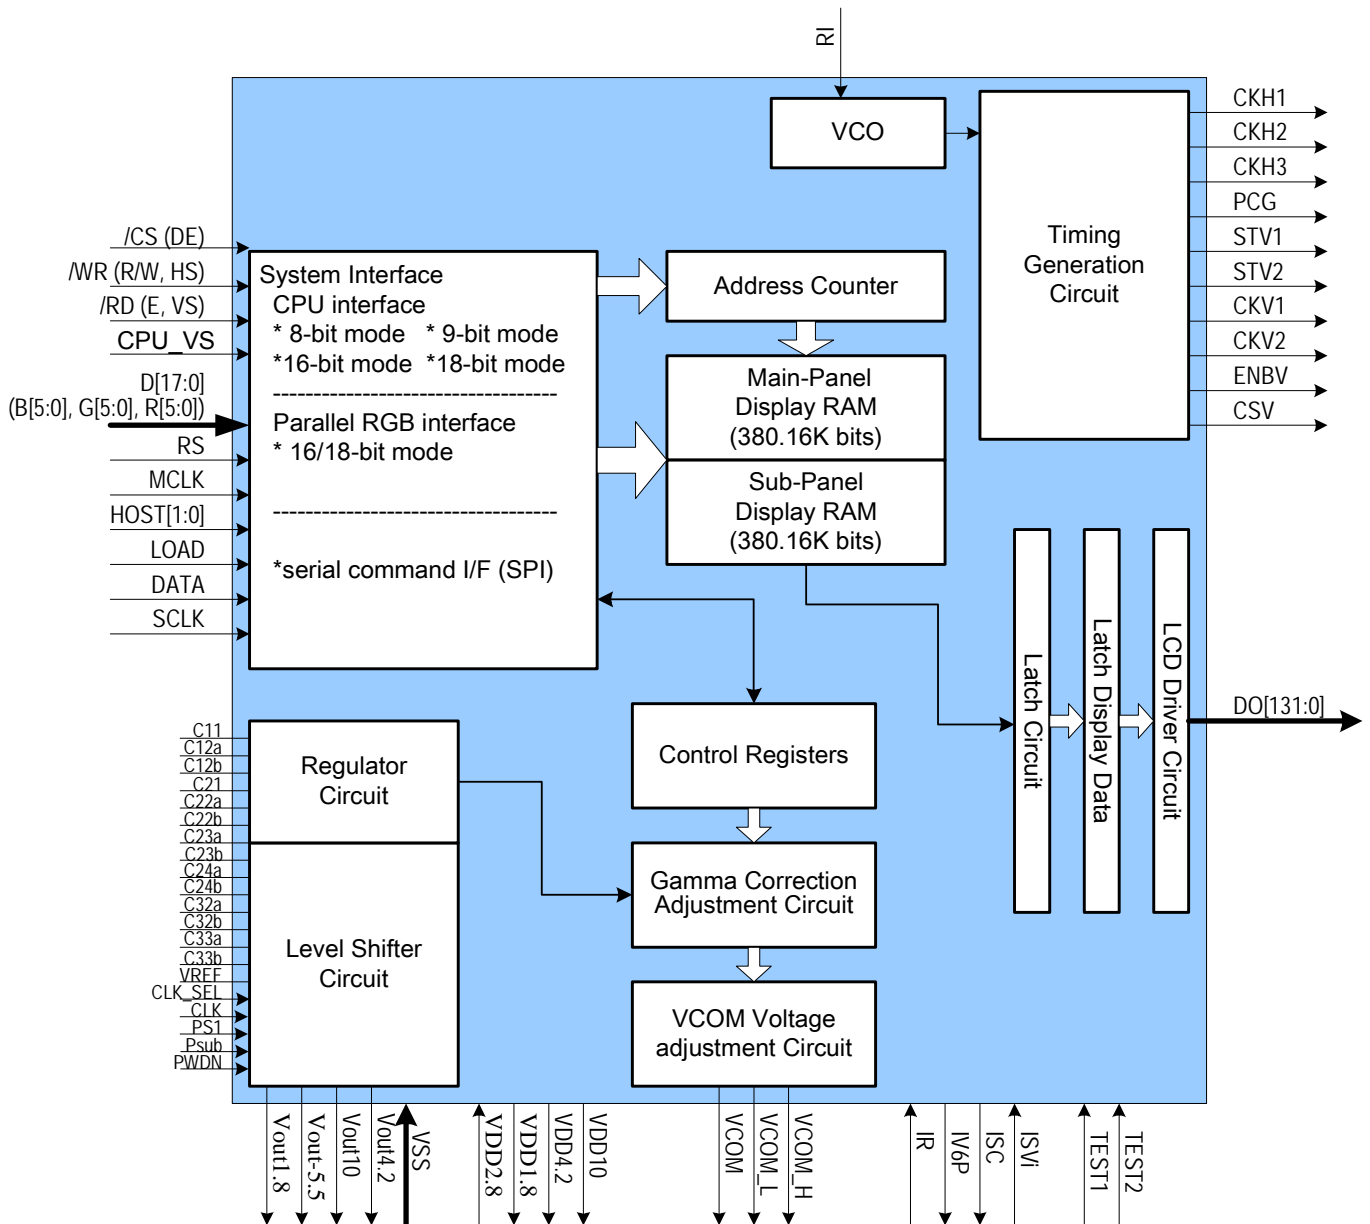 RI
VCO
Timing
Generation
Circuit
CKH1
CKH2
CKH3
PCG
STV1
STV2
CKV1
CKV2
ENBV
CSV
/CS (DE)
/WR (R/W, HS)
/RD (E, VS)
CPU_VS
D[17:0]
(B[5:0], G[5:0], R[5:0])
RS
MCLK
HOST[1:0]
LOAD
DATA
SCLK
System Interface
CPU interface
* 8-bit mode * 9-bit mode
*16-bit mode *18-bit mode
-----------------------------------
Parallel RGB interface
* 16/18-bit mode
-----------------------------------
*serial command I/F (SPI)
Address Counter
Main-Panel
Display RAM
(380.16K bits)
Sub-Panel
Display RAM
(380.16K bits)
Latch Circuit
Latch Display Data
LCD Driver Circuit
DO[131:0]
Control Registers
Gamma Correction
Adjustment Circuit
VCOM Voltage
adjustment Circuit
C11
C12a
C12b
C21
C22a
C22b
C23a
C23b
C24a
C24b
C32a
C32b
C33a
C33b
VREF
CLK_SEL
CLK
PS1
Psub
PWDN
Regulator
Circuit
Level Shifter
Circuit
Vout1.8
Vout-5.5
Vout10
Vout4.2
VSS
VDD2.8
VDD1.8
VDD4.2
VDD10
VCOM
VCOM_L
VCOM_H
IR
IV6P
ISC
ISVi
TEST1
TEST2